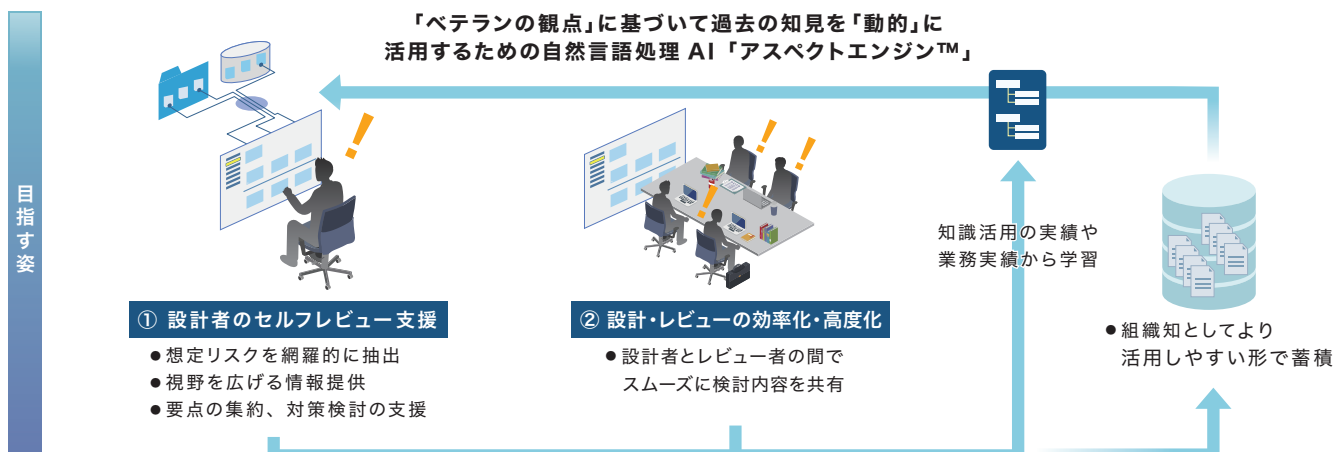 「ベテランの観点」に基づいて過去の知見を「動的」に
活用するための自然言語処理 AI「アスペクトエンジン™」
目指す姿
① 設計者のセルフレビュー支援
●想定リスクを網羅的に抽出
●視野を広げる情報提供
●要点の集約、対策検討の支援
② 設計・レビューの効率化・高度化
●設計者とレビュー者の間で
スムーズに検討内容を共有
知識活用の実績や
業務実績から学習
●組織知としてより
活用しやすい形で蓄積